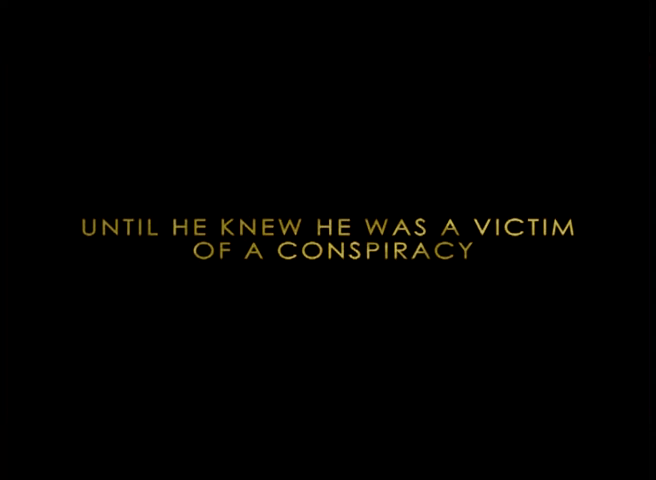 UNTIL HE KNEW HE WAS A VICTIM
OF A CONSPIRACY